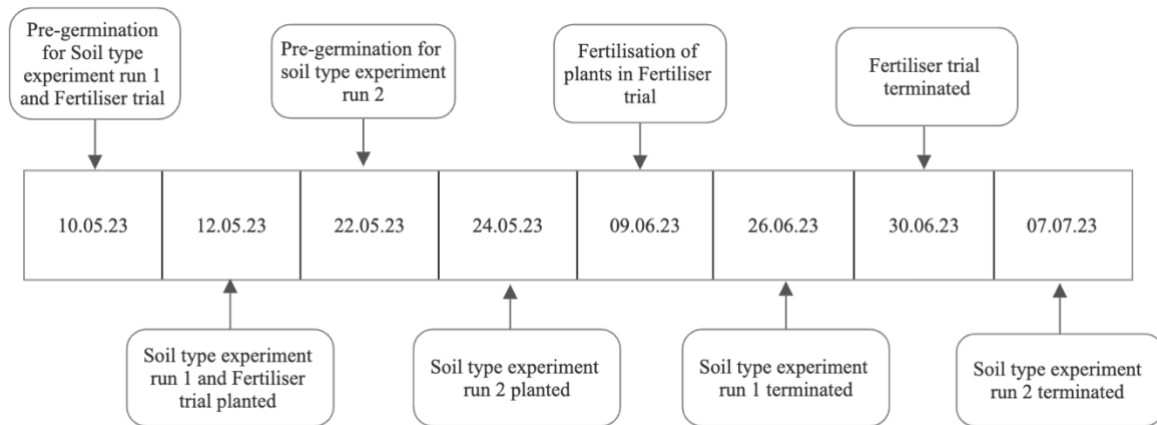 Pre-germination
for Soil type
experiment run 1
and Fertiliser trial
Pre-germination for
soil type experiment
run 2
Fertilisation of
plants in Fertiliser
trial
Fertiliser trial
terminated
10.05.23
12.05.23
22.05.23
24.05.23
09.06.23
26.06.23
30.06.23
07.07.23
Soil type experiment
run 1 and Fertiliser
trial planted
Soil type experiment
run 2 planted
Soil type experiment
run 1 terminated
Soil type experiment
run 2 terminated